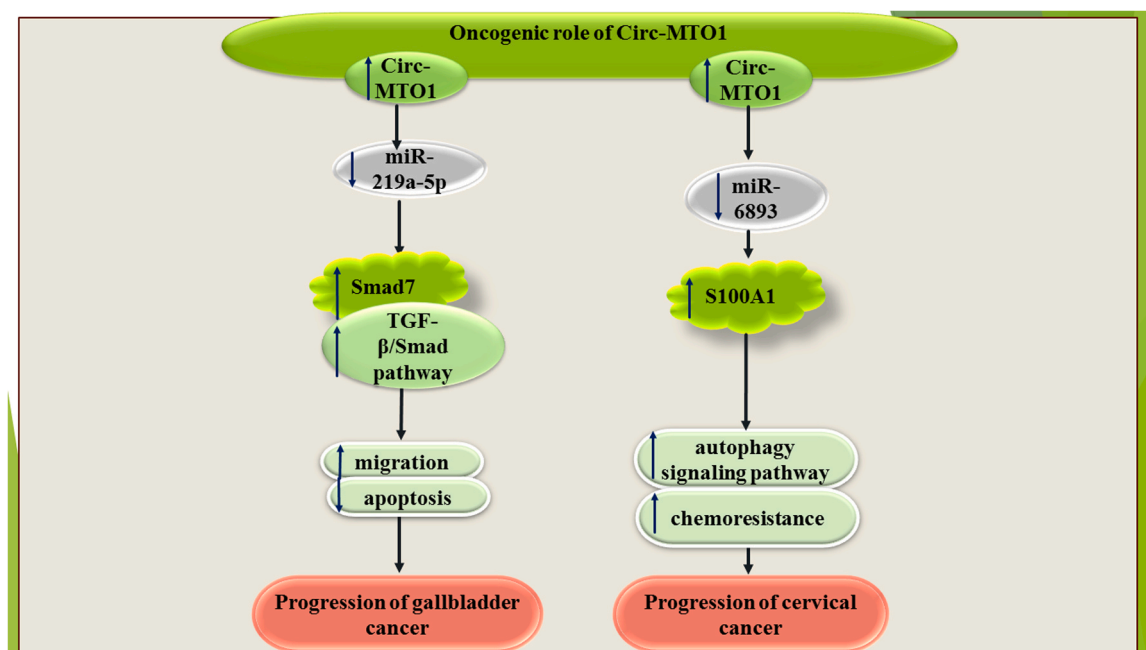 Oncogenic role of Circ-MTO1
Circ-
MTO1
miR-
219a-5p
Smad7
TGF-
β/Smad
pathway
migration
apoptosis
Progression of gallbladder
cancer
Circ-
MTO1
miR-
6893
S100A1
autophagy
signaling pathway
chemoresistance
Progression of cervical
cancer